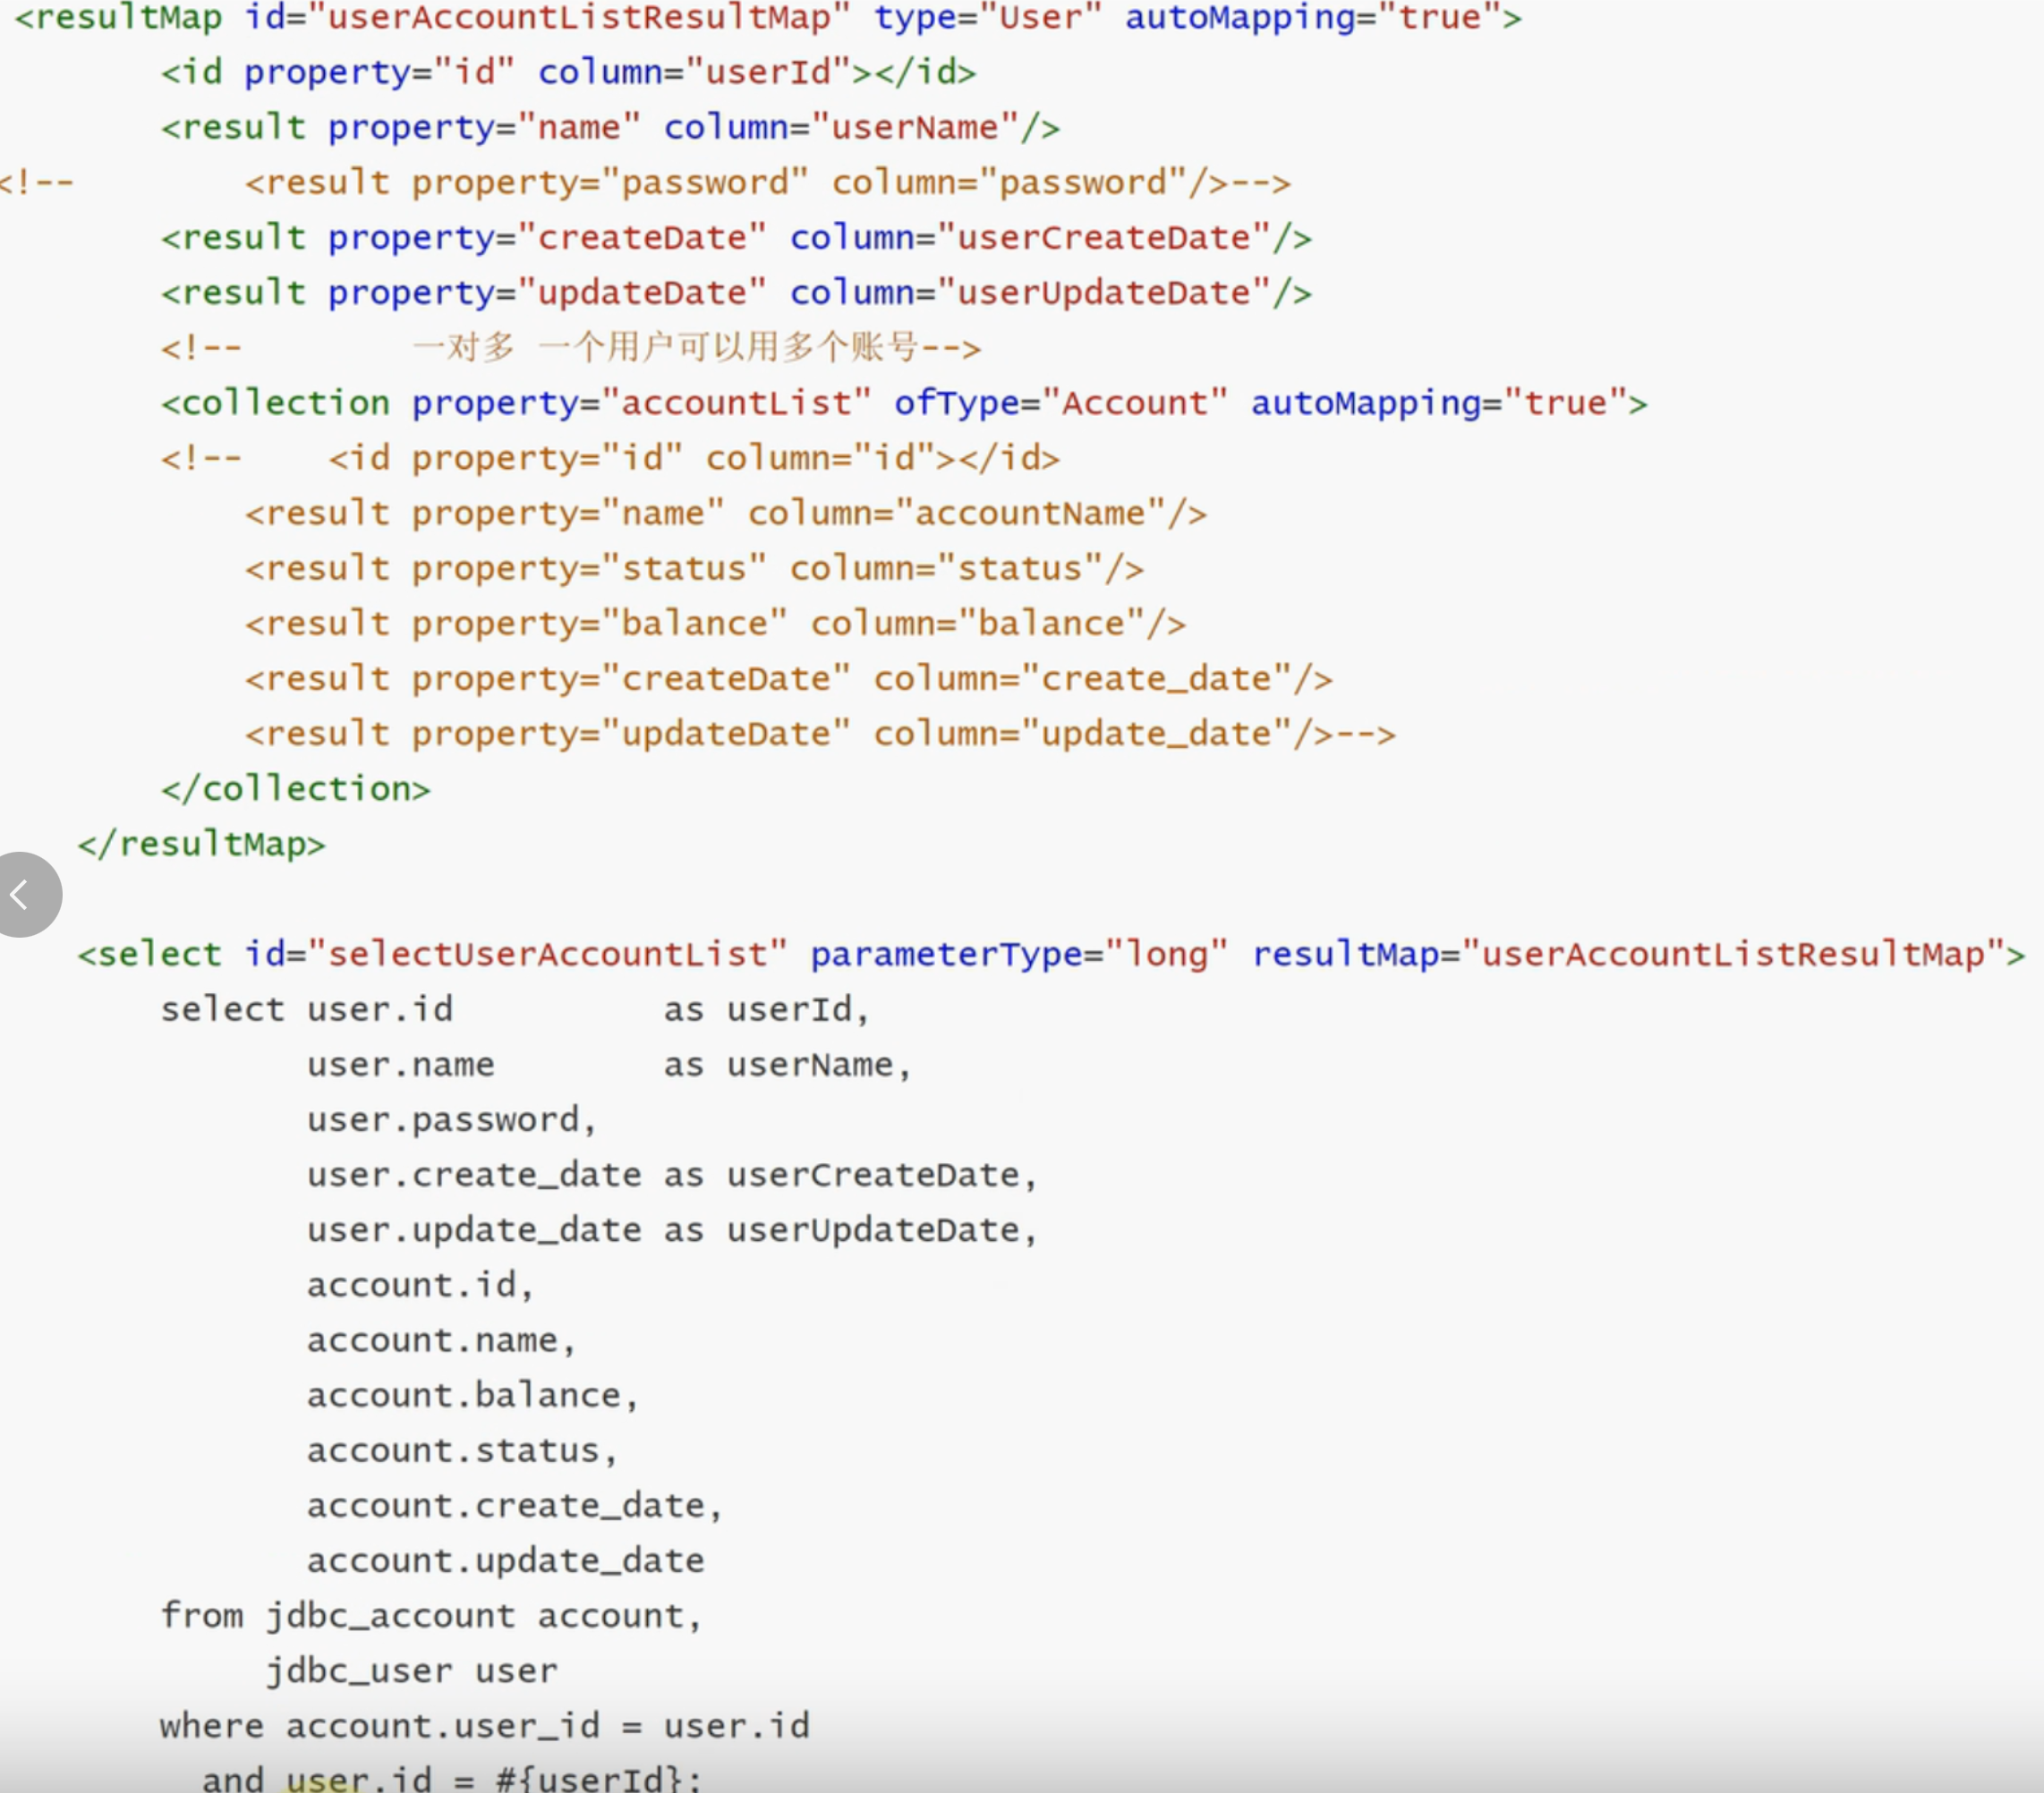 <resultMap id="userAccountListResultMap" type="User" autoMapping="true">
<id property="id" column="userId"></id>
<result property="name" column="userName"/>
<!-- <result property="password" column="password"/>-->
<result property="createDate" column="userCreateDate"/>
<result property="updateDate" column="userUpdateDate"/>
<!-- 一对多 一个用户可以用多个账号-->
<collection property="accountList" ofType="Account" autoMapping="true">
<!-- <id property="id" column="id"></id>
<result property="name" column="accountName"/>
<result property="status" column="status"/>
<result property="balance" column="balance"/>
<result property="createDate" column="create_date"/>
<result property="updateDate" column="update_date"/>-->
</collection>
</resultMap>
<select id="selectUserAccountList" parameterType="long" resultMap="userAccountListResultMap">
select user.id as userId,
user.name as userName,
user.password,
user.create_date as userCreateDate,
user.update_date as userUpdateDate,
account.id,
account.name,
account.balance,
account.status,
account.create_date,
account.update_date
from jdbc_account account,
jdbc_user user
where account.user_id = user.id
and user.id = #{userId};